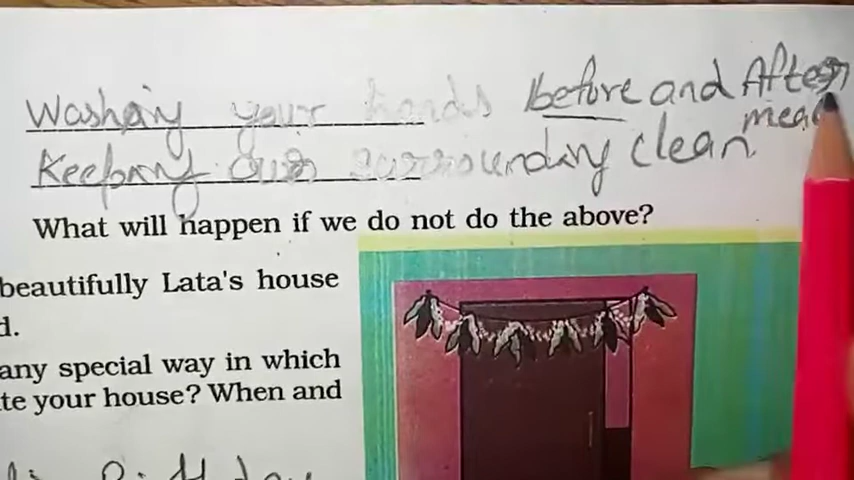 Washing your hands before and After
meal
Keeping our surrounding clean
What will happen if we do not do the above?
beautifully Lata's house
d.
any special way in which
te your house? When and
Birthday